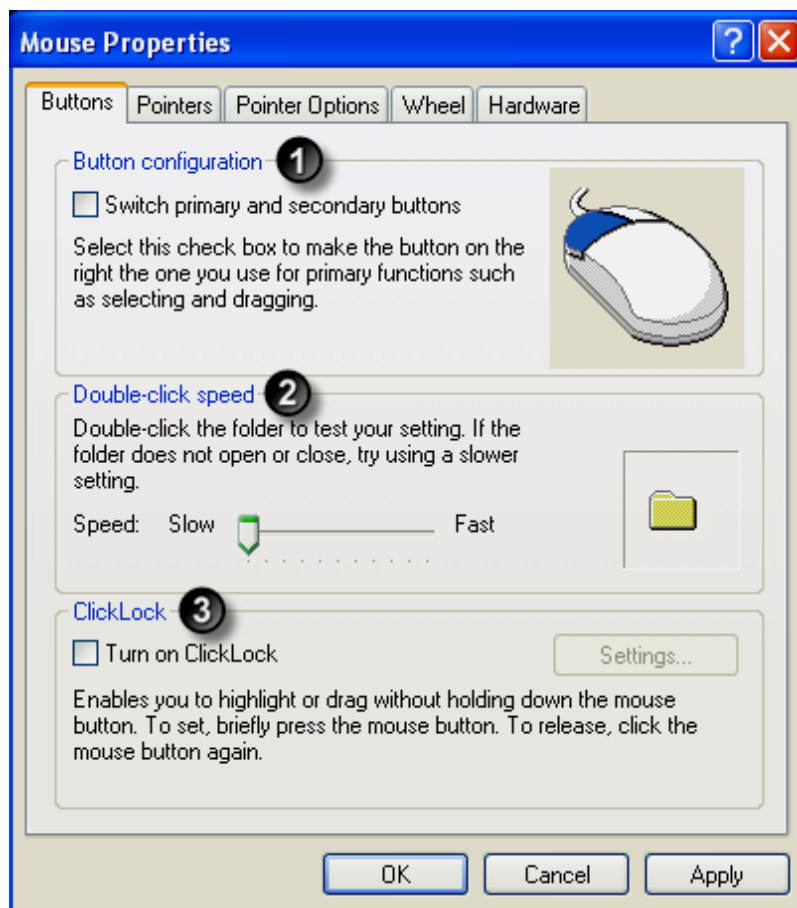 Mouse Properties
?
Buttons Pointers Pointer Options Wheel Hardware
Button configuration 1
Switch primary and secondary buttons
Select this check box to make the button on the
right the one you use for primary functions such
as selecting and dragging.
Double-click speed 2
Double-click the folder to test your setting. If the
folder does not open or close, try using a slower
setting.
Speed: Slow Fast
ClickLock 3
Turn on ClickLock Settings...
Enables you to highlight or drag without holding down the mouse
button. To set, briefly press the mouse button. To release, click the
mouse button again.
OK Cancel Apply